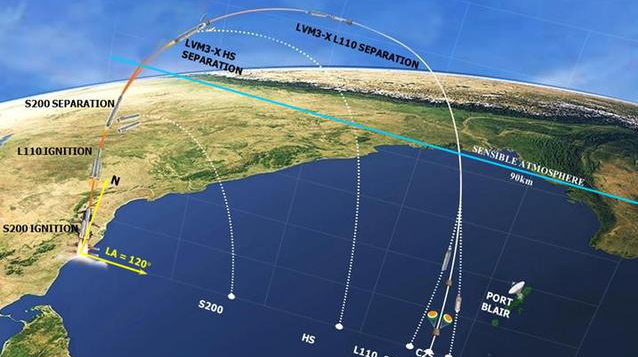 LVM3-X L110 SEPARATION
LVM3-X HS
SEPARATION
S200 SEPARATION
L110 IGNITION
SENSIBLE ATMOSPHERE
90km
N
S200 IGNITION
LA = 120°
PORT
BLAIR
S200
HS
L110